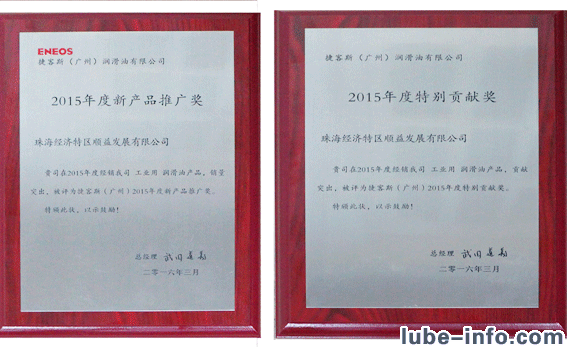 ENEOS
捷客斯（广州）润滑油有限公司
2015年度新产品推广奖
珠海经济特区顺益发展有限公司
贵司在2015年度经销我司 工业用 润滑油产品，销量
突出，被评为捷客斯（广州）2015年度新产品推广奖。
特颁此状，以示鼓励！
总经理
二零一六年三月
捷客斯（广州）润滑油有限公司
2015年度特别贡献奖
珠海经济特区顺益发展有限公司
贵司在2015年度经销我司 工业用 润滑油产品，贡献
突出，被评为捷客斯（广州）2015年度特别贡献奖。
特颁此状，以示鼓励！
总经理
二零一六年三月
lube-info.com